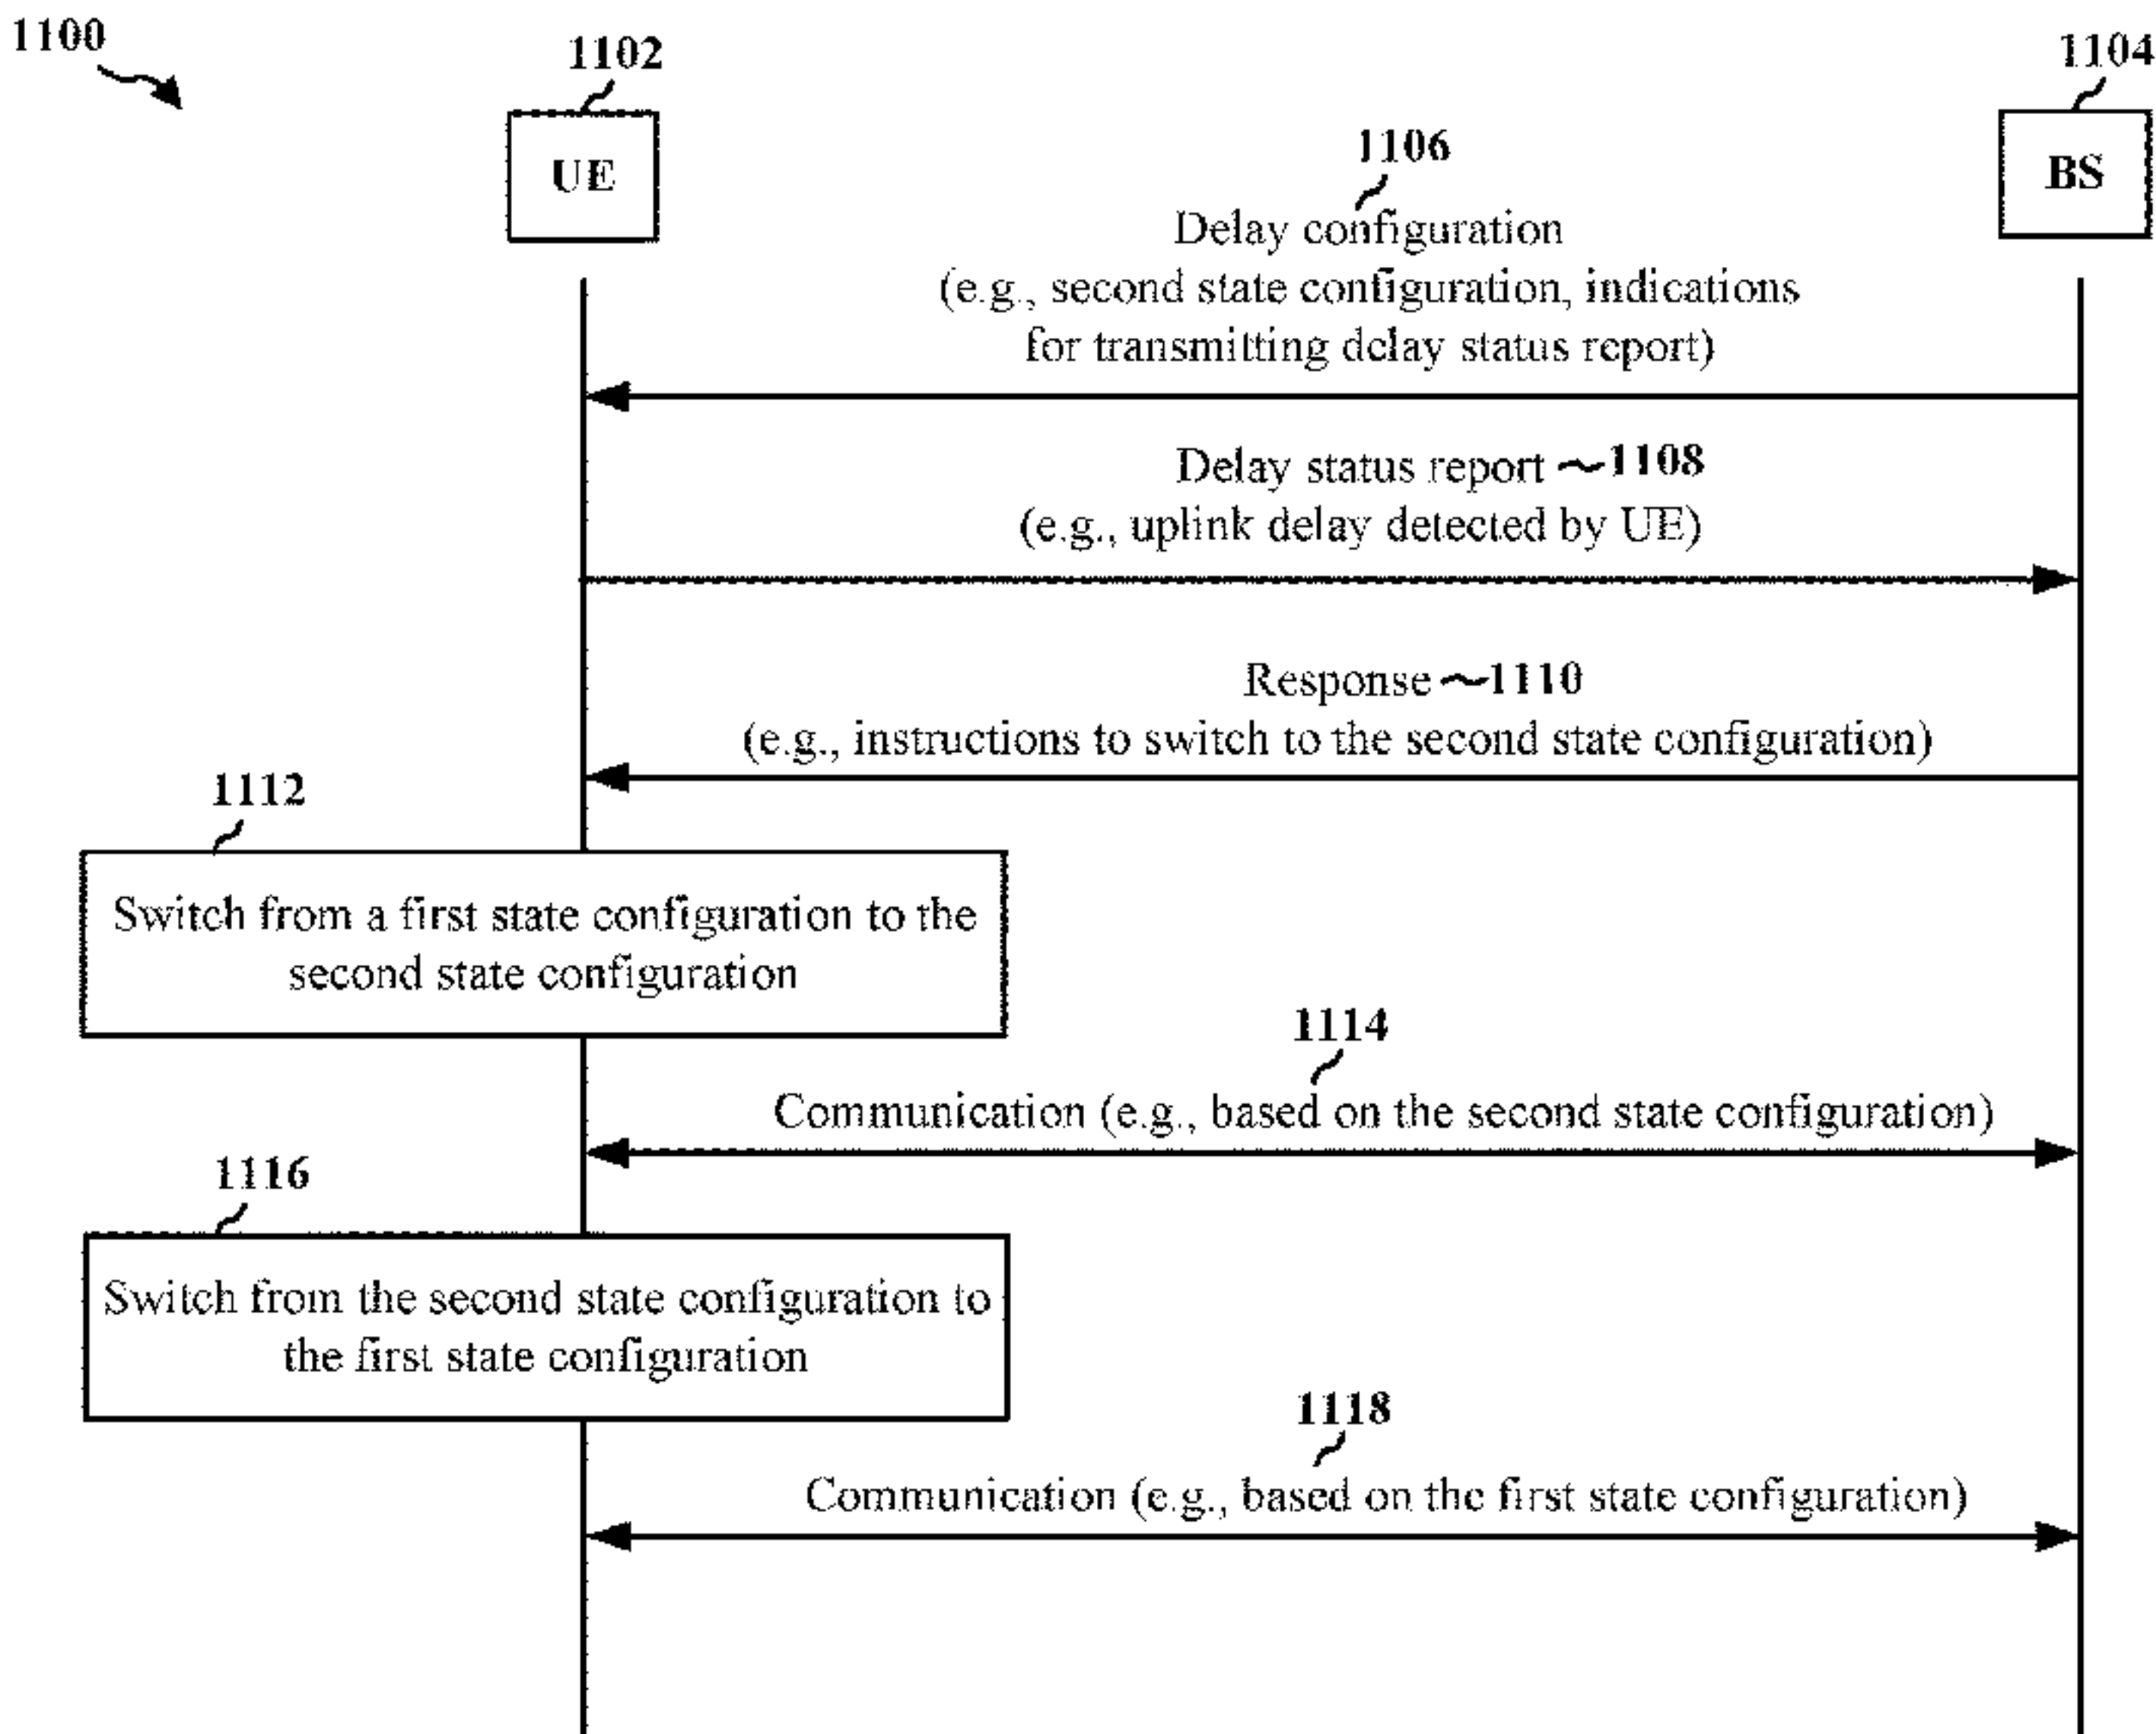 1100
1102
1104
UE
BS
1106
Delay configuration
(e.g., second state configuration, indications
for transmitting delay status report)
Delay status report 1108
(e.g., uplink delay detected by UE)
Response 1110
(e.g., instructions to switch to the second state configuration)
1112
Switch from a first state configuration to the
second state configuration
1114
Communication (e.g., based on the second state configuration)
1116
Switch from the second state configuration to
the first state configuration
1118
Communication (e.g., based on the first state configuration)